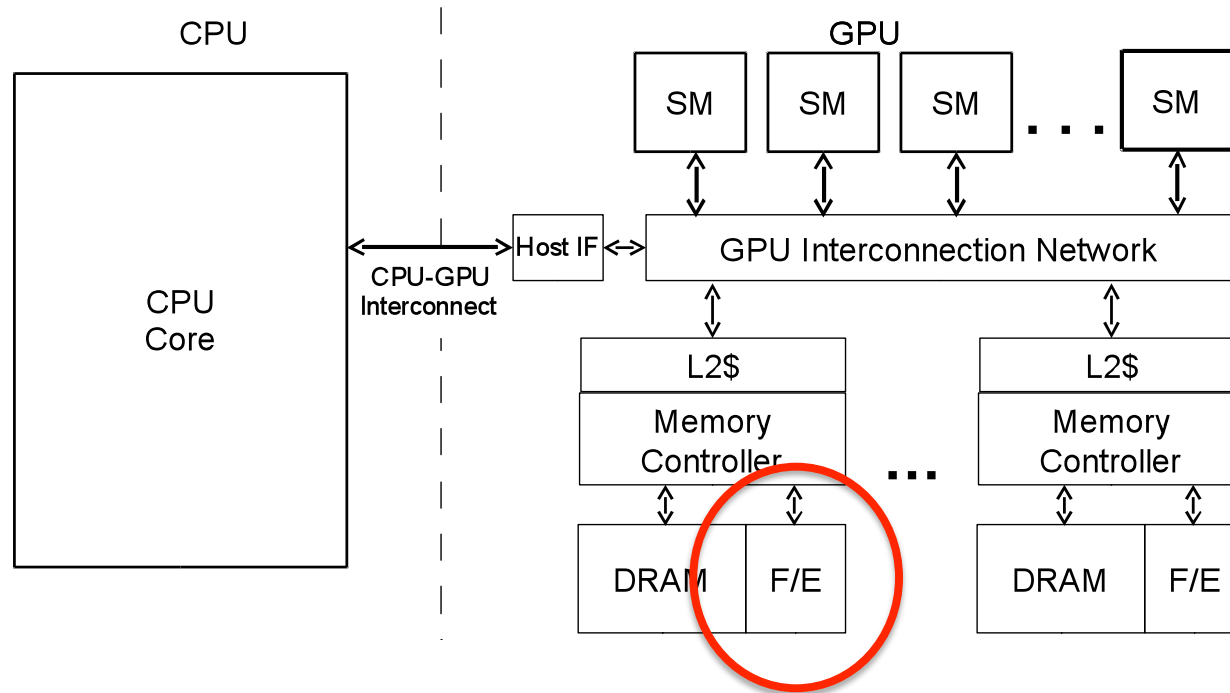 CPU
GPU
SM
SM
SM
. . .
SM
Host IF
GPU Interconnection Network
CPU-GPU
Interconnect
CPU
Core
L2$
L2$
Memory
Controller
...
Memory
Controller
DRAM
F/E
DRAM
F/E